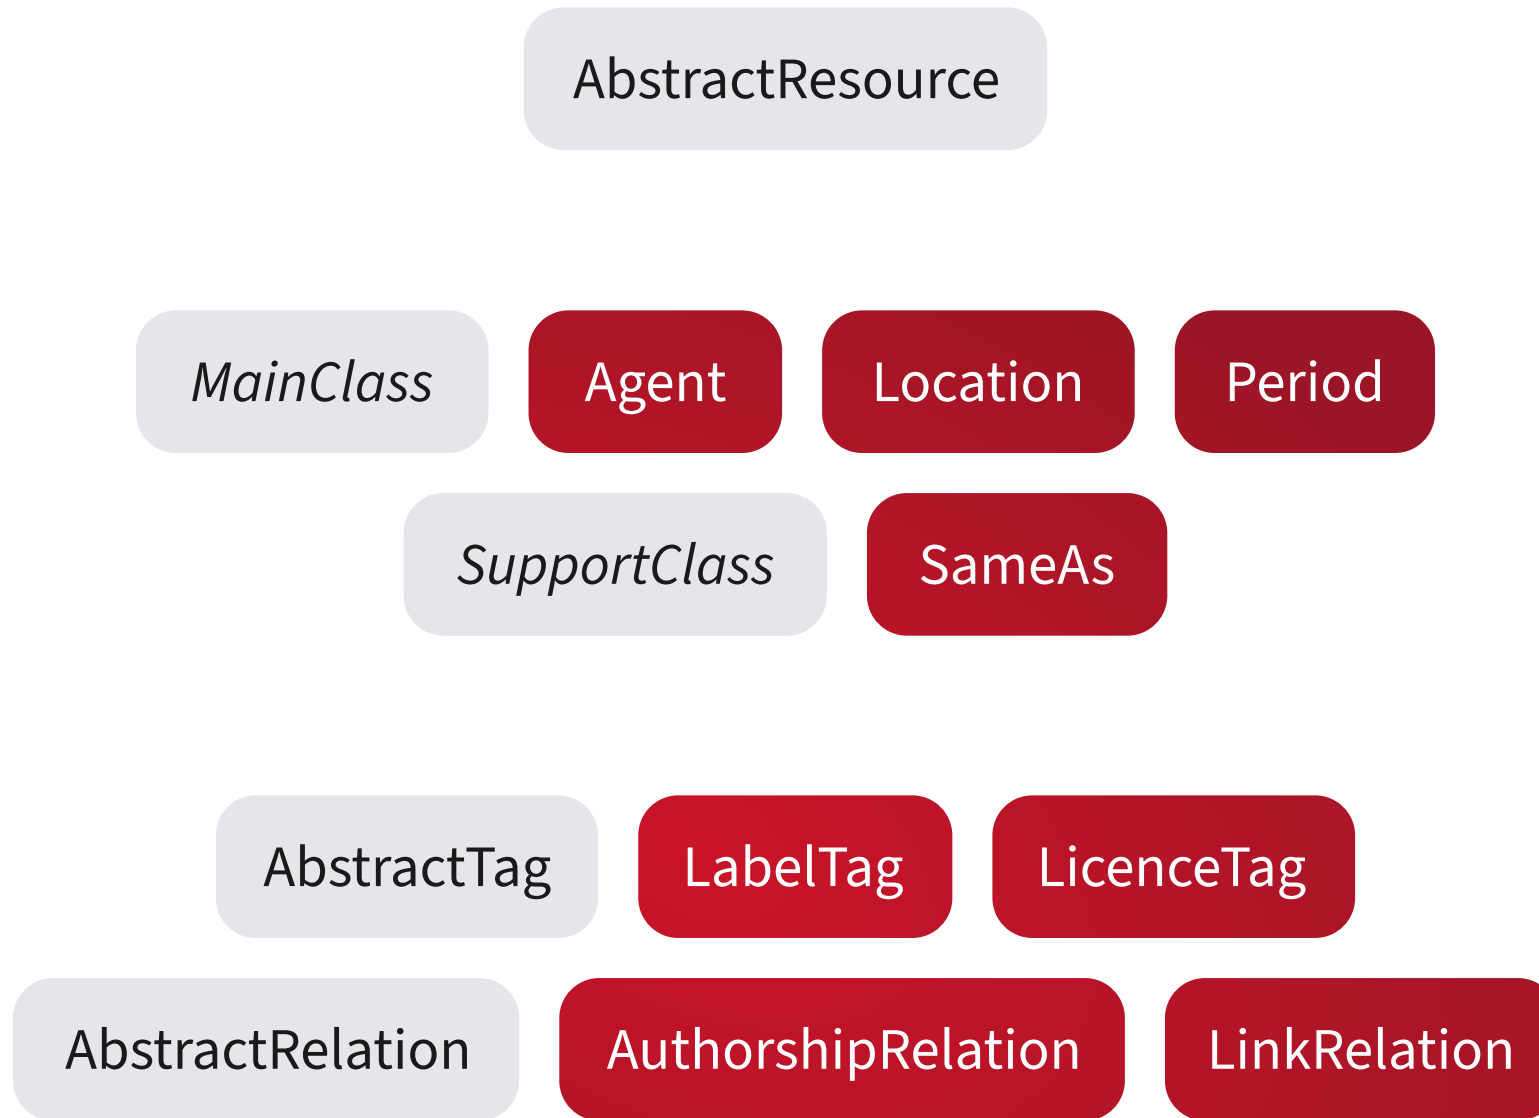 AbstractResource
MainClass Agent Location Period
SupportClass SameAs
AbstractTag LabelTag LicenceTag
AbstractRelation AuthorshipRelation LinkRelation